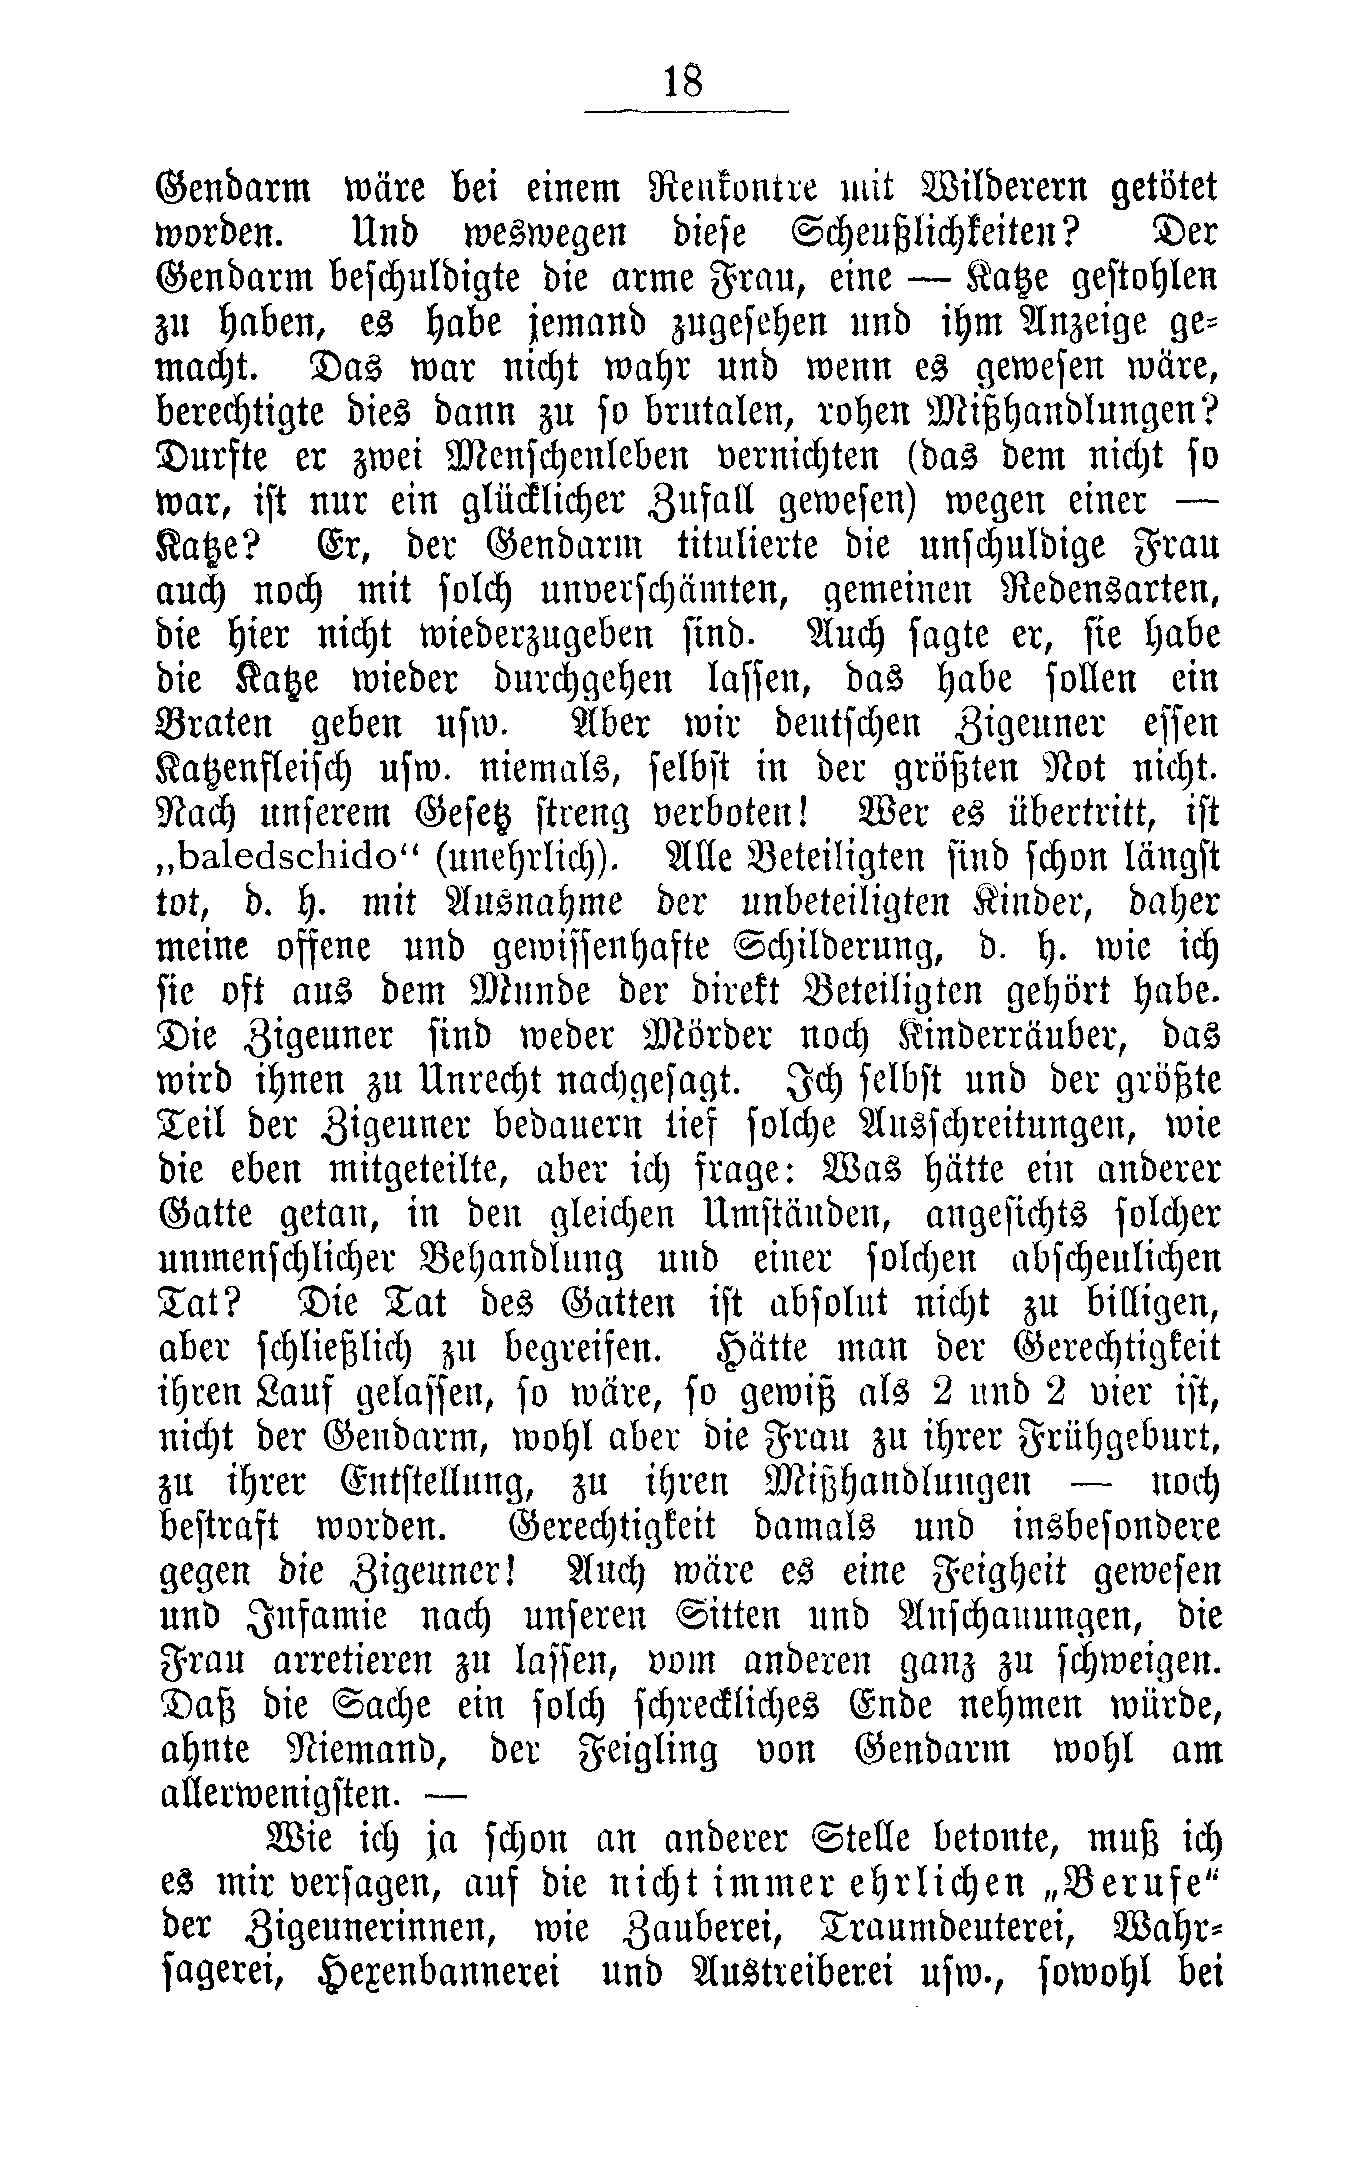 18
Gendarm wäre bei einem Renkontre mit Wilderern getötet
worden. Und weswegen diese Scheußlichkeiten? Der
Gendarm beschuldigte die arme Frau, eine — Katze gestohlen
zu haben, es habe jemand zugesehen und ihm Anzeige ge-
macht. Das war nicht wahr und wenn es gewesen wäre,
berechtigte dies dann zu so brutalen, rohen Mißhandlungen?
Durfte er zwei Menschenleben vernichten (das dem nicht so
war, ist nur ein glücklicher Zufall gewesen) wegen einer —
Katze? Er, der Gendarm titulierte die unschuldige Frau
auch noch mit solch unverschämten, gemeinen Redensarten,
die hier nicht wiederzugeben sind. Auch sagte er, sie habe
die Katze wieder durchgehen lassen, das habe sollen ein
Braten geben usw. Aber wir deutschen Zigeuner essen
Katzenfleisch usw. niemals, selbst in der größten Not nicht.
Nach unserem Gesetz streng verboten! Wer es übertritt, ist
„baledschido“ (unehrlich). Alle Beteiligten sind schon längst
tot, d. h. mit Ausnahme der unbeteiligten Kinder, daher
meine offene und gewissenhafte Schilderung, d. h. wie ich
sie oft aus dem Munde der direkt Beteiligten gehört habe.
Die Zigeuner sind weder Mörder noch Kinderräuber, das
wird ihnen zu Unrecht nachgesagt. Ich selbst und der größte
Teil der Zigeuner bedauern tief solche Ausschreitungen, wie
die eben mitgeteilte, aber ich frage: Was hätte ein anderer
Gatte getan, in den gleichen Umständen, angesichts solcher
unmenschlicher Behandlung und einer solchen abscheulichen
Tat? Die Tat des Gatten ist absolut nicht zu billigen,
aber schließlich zu begreifen. Hätte man der Gerechtigkeit
ihren Lauf gelassen, so wäre, so gewiß als 2 und 2 vier ist,
nicht der Gendarm, wohl aber die Frau zu ihrer Frühgeburt,
zu ihrer Entstellung, zu ihren Mißhandlungen — noch
bestraft worden. Gerechtigkeit damals und insbesondere
gegen die Zigeuner! Auch wäre es eine Feigheit gewesen
und Infamie nach unseren Sitten und Anschauungen, die
Frau arretieren zu lassen, vom anderen ganz zu schweigen.
Daß die Sache ein solch schreckliches Ende nehmen würde,
ahnte Niemand, der Feigling von Gendarm wohl am
allerwenigsten. —
Wie ich ja schon an anderer Stelle betonte, muß ich
es mir versagen, auf die nicht immer ehrlichen „Berufe“
der Zigeunerinnen, wie Zauberei, Traumdeuterei, Wahr-
sagerei, Hexenbannerei und Austreiberei usw., sowohl bei